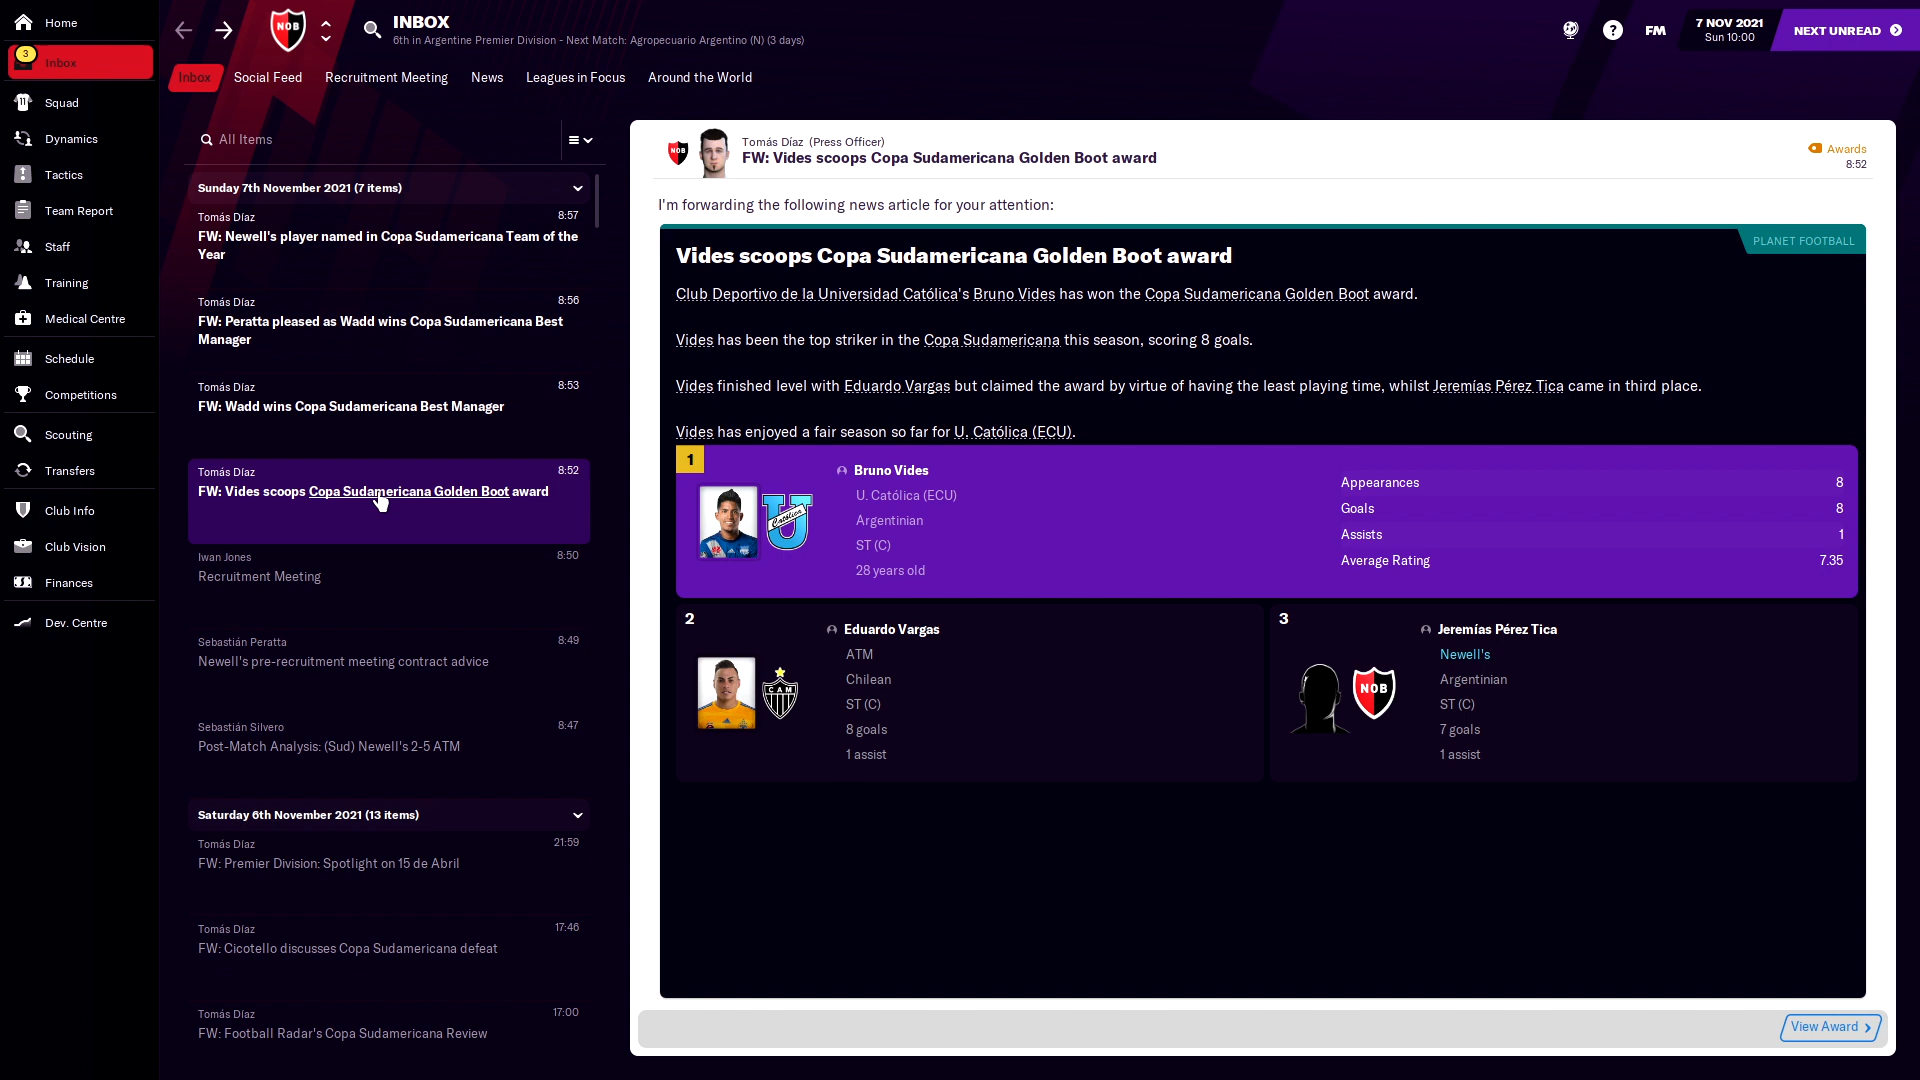 Home
3
Inbox
Squad
Dynamics
Tactics
Team Report
Staff
Training
Medical Centre
Schedule
Competitions
Scouting
Transfers
Club Info
Club Vision
Finances
Dev. Centre
NOB
INBOX
6th in Argentine Premier Division - Next Match: Agropecuario Argentino (N) (3 days)
?
FM
7 NOV 2021
Sun 10:00
NEXT UNREAD
Inbox
Social Feed
Recruitment Meeting
News
Leagues in Focus
Around the World
All Items
Sunday 7th November 2021 (7 items)
Tomás Díaz 8:57
FW: Newell's player named in Copa Sudamericana Team of the
Year
Tomás Díaz 8:56
FW: Peratta pleased as Wadd wins Copa Sudamericana Best
Manager
Tomás Díaz 8:53
FW: Wadd wins Copa Sudamericana Best Manager
Tomás Díaz 8:52
FW: Vides scoops Copa Sudamericana Golden Boot award
Iwan Jones 8:50
Recruitment Meeting
Sebastián Peratta 8:49
Newell's pre-recruitment meeting contract advice
Sebastián Silvero 8:47
Post-Match Analysis: (Sud) Newell's 2-5 ATM
Saturday 6th November 2021 (13 items)
Tomás Díaz 21:59
FW: Premier Division: Spotlight on 15 de Abril
Tomás Díaz 17:46
FW: Cicotello discusses Copa Sudamericana defeat
Tomás Díaz 17:00
FW: Football Radar's Copa Sudamericana Review
NOB
Tomás Díaz (Press Officer)
FW: Vides scoops Copa Sudamericana Golden Boot award
Awards
8:52
I'm forwarding the following news article for your attention:
PLANET FOOTBALL
Vides scoops Copa Sudamericana Golden Boot award
Club Deportivo de la Universidad Católica's Bruno Vides has won the Copa Sudamericana Golden Boot award.
Vides has been the top striker in the Copa Sudamericana this season, scoring 8 goals.
Vides finished level with Eduardo Vargas but claimed the award by virtue of having the least playing time, whilst Jeremías Pérez Tica came in third place.
Vides has enjoyed a fair season so far for U. Católica (ECU).
1
Católica
Bruno Vides
U. Católica (ECU)
Argentinian
ST (C)
28 years old
Appearances 8
Goals 8
Assists 1
Average Rating 7.35
2
CAM
Eduardo Vargas
ATM
Chilean
ST (C)
8 goals
1 assist
3
NOB
Jeremías Pérez Tica
Newell's
Argentinian
ST (C)
7 goals
1 assist
View Award